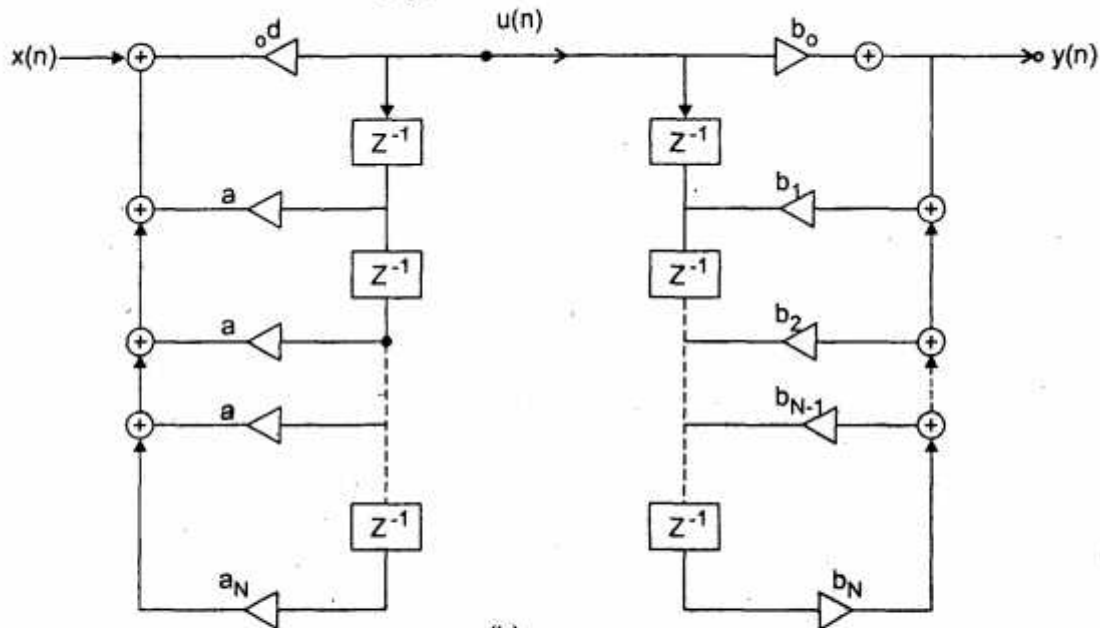 u(n)
x(n) ₀d b₀ y(n)
Z⁻¹ Z⁻¹
a b₁
Z⁻¹ Z⁻¹
a b₂
a b_N-1
Z⁻¹ Z⁻¹
a_N b_N